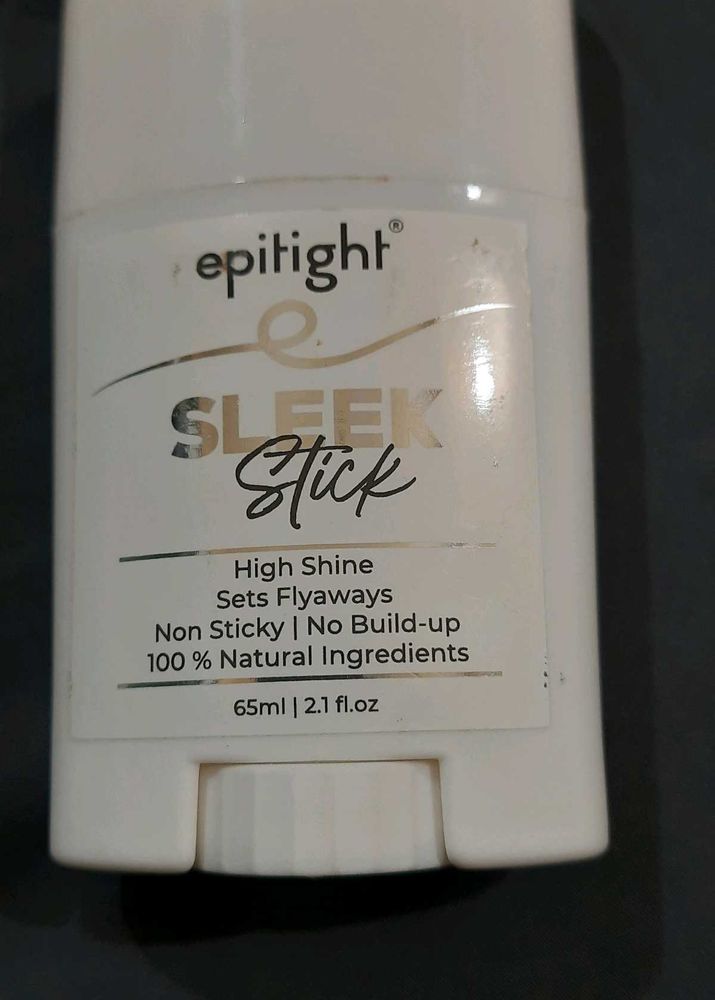 epitight®
SLEEK
Stick
High Shine
Sets Flyaways
Non Sticky | No Build-up
100 % Natural Ingredients
65ml | 2.1 fl.oz